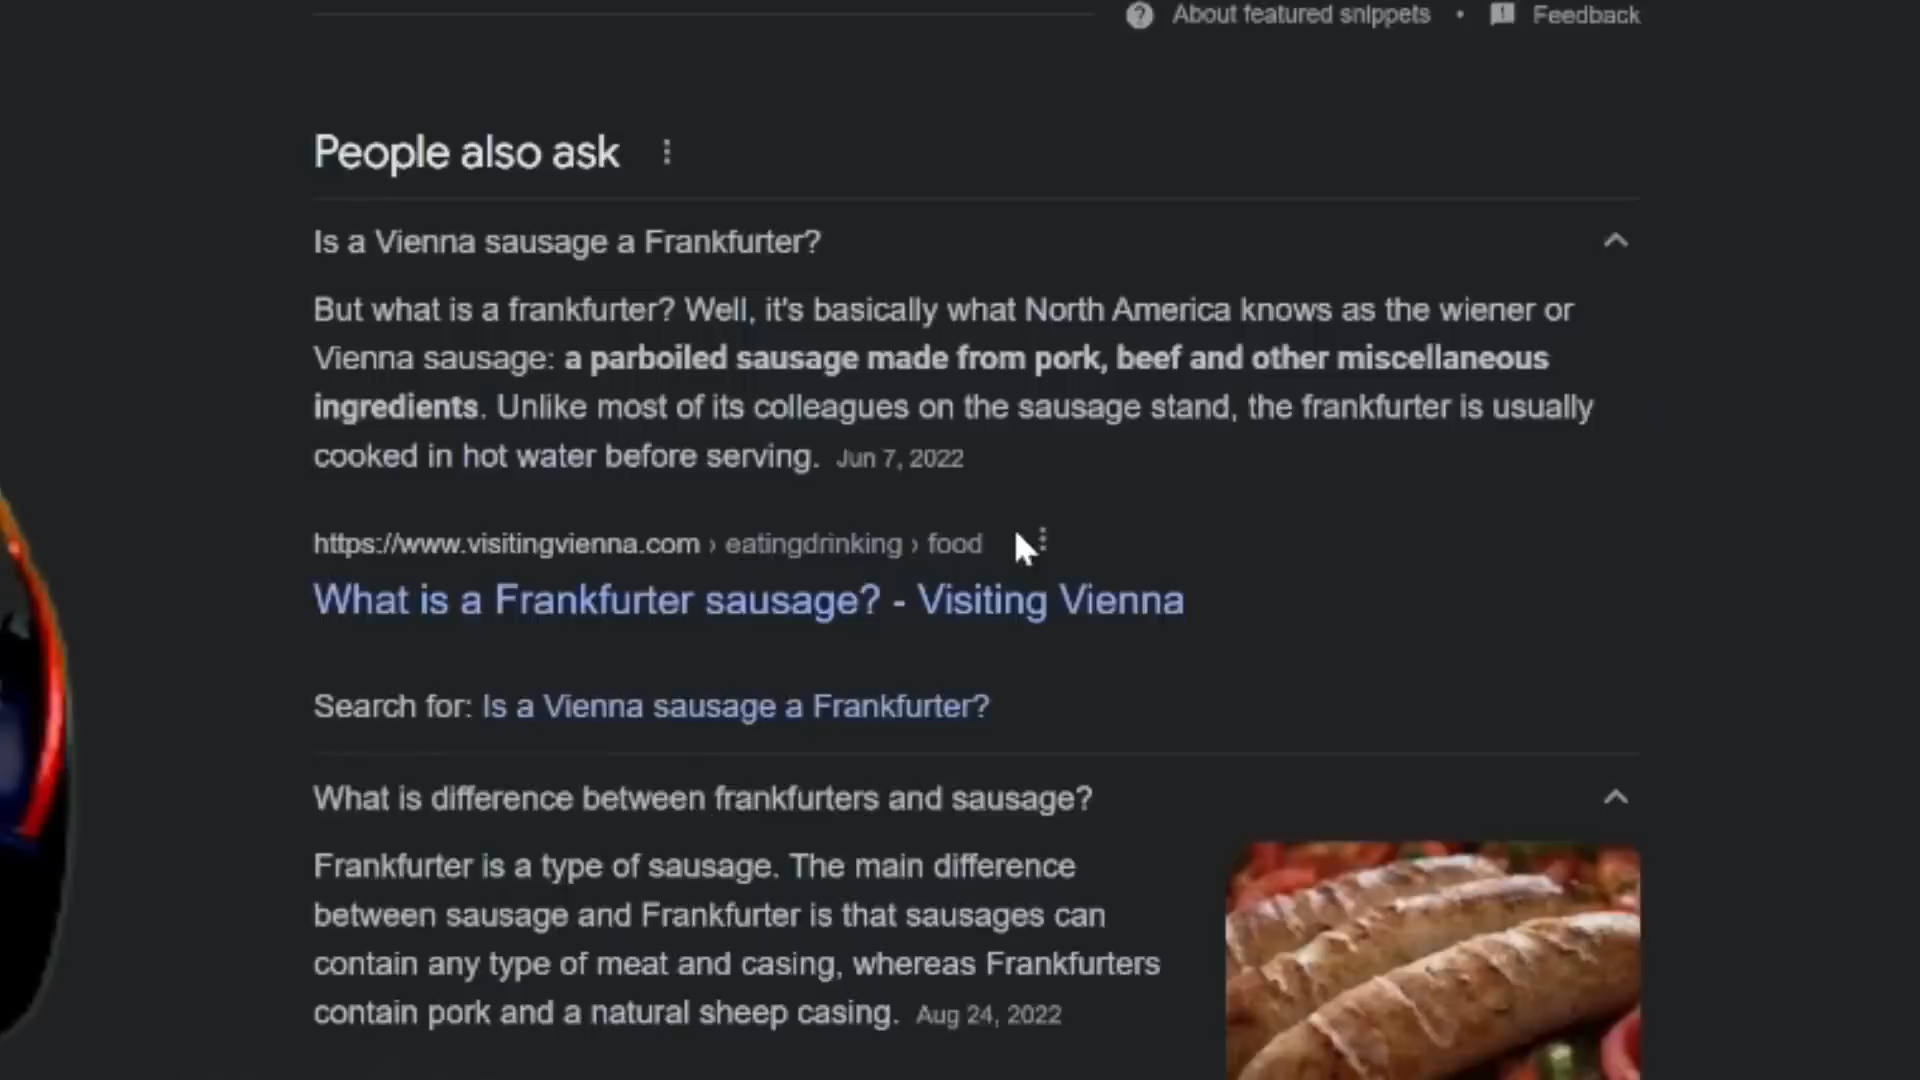 About featured snippets • Feedback
People also ask
Is a Vienna sausage a Frankfurter?
But what is a frankfurter? Well, it's basically what North America knows as the wiener or
Vienna sausage: a parboiled sausage made from pork, beef and other miscellaneous
ingredients. Unlike most of its colleagues on the sausage stand, the frankfurter is usually
cooked in hot water before serving. Jun 7, 2022
https://www.visitingvienna.com › eatingdrinking › food
What is a Frankfurter sausage? - Visiting Vienna
Search for: Is a Vienna sausage a Frankfurter?
What is difference between frankfurters and sausage?
Frankfurter is a type of sausage. The main difference
between sausage and Frankfurter is that sausages can
contain any type of meat and casing, whereas Frankfurters
contain pork and a natural sheep casing. Aug 24, 2022